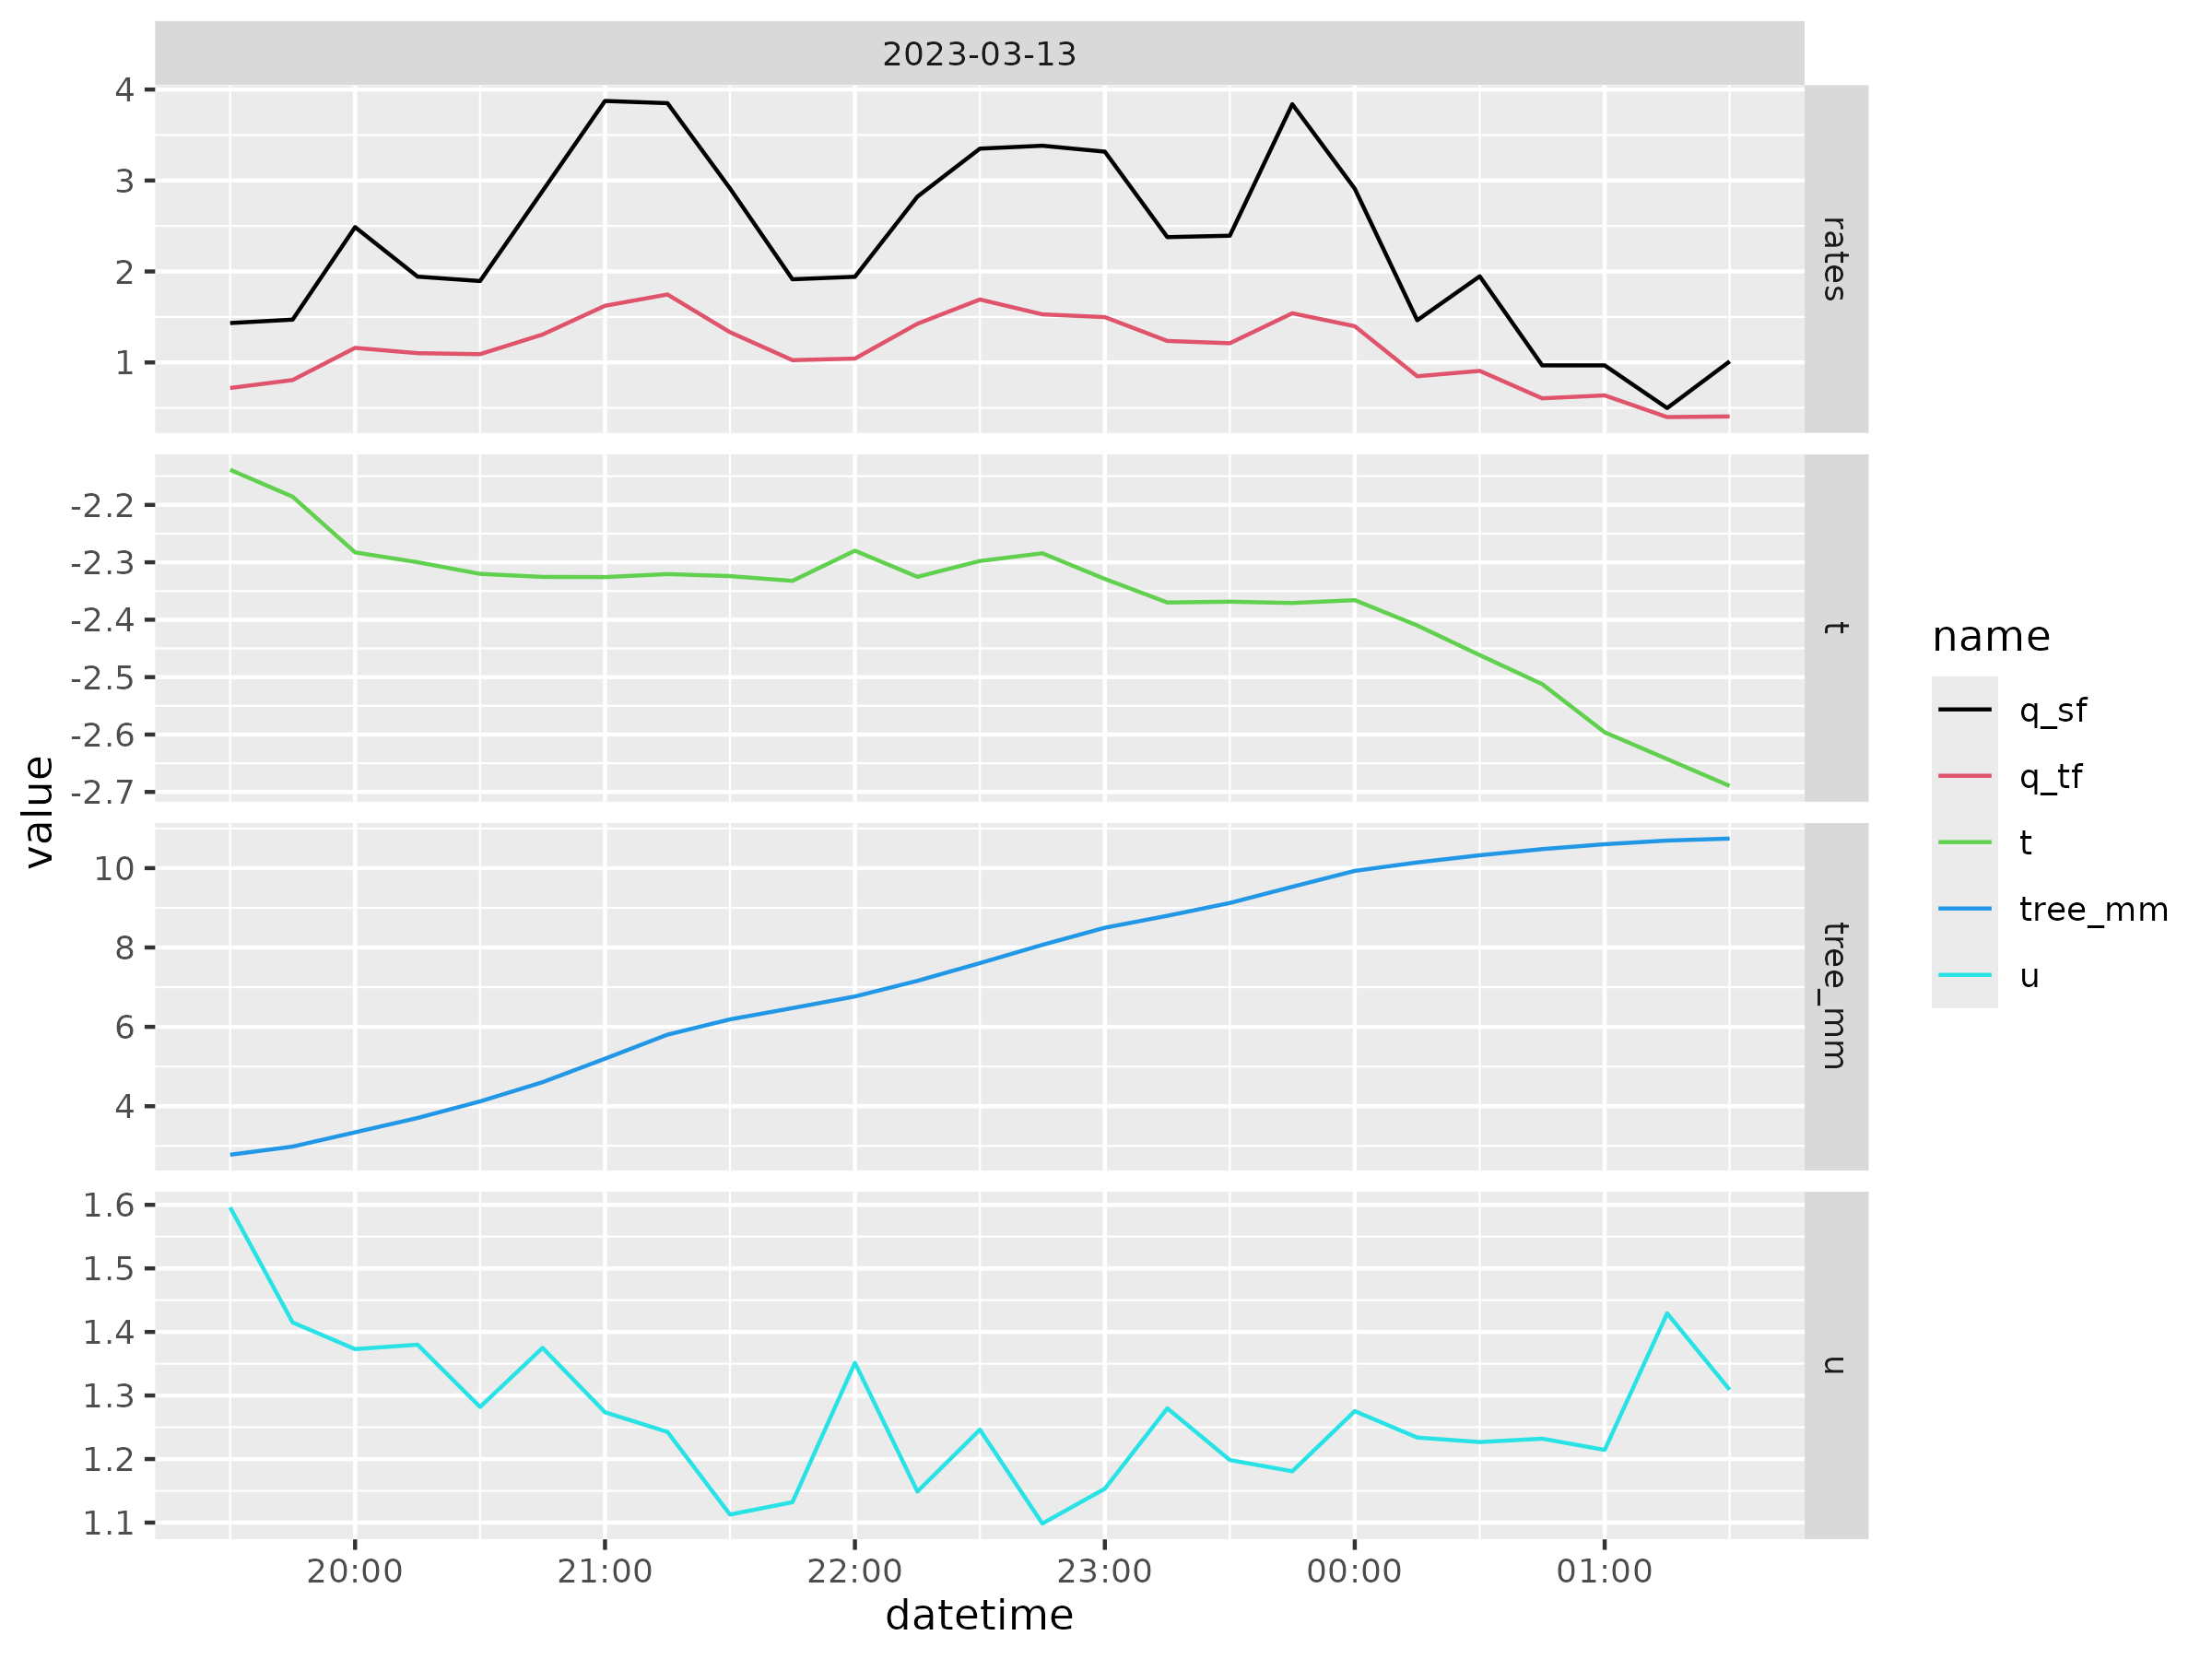 2023-03-13
4
3
2
1
rates
-2.2
-2.3
-2.4
-2.5
-2.6
-2.7
t
10
8
6
4
tree_mm
1.6
1.5
1.4
1.3
1.2
1.1
u
20:00 21:00 22:00 23:00 00:00 01:00
datetime
value
name
q_sf
q_tf
t
tree_mm
u